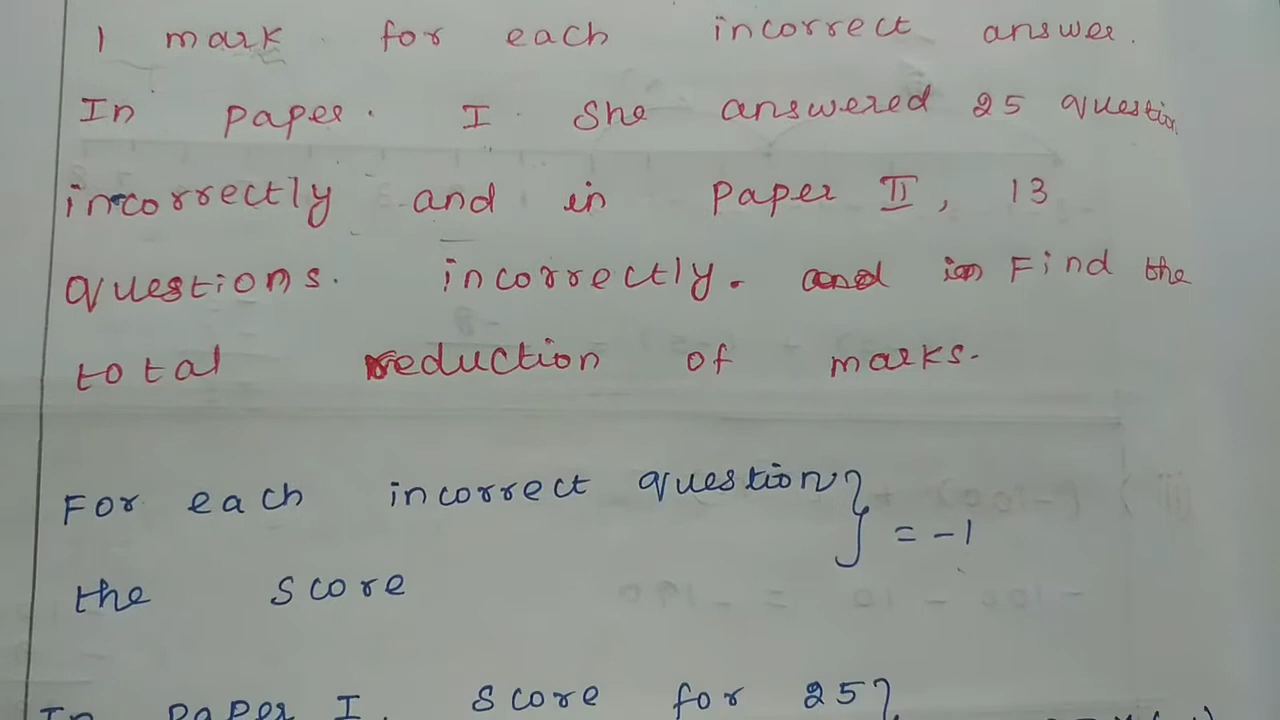 1 mark for each incorrect answer.
In paper. I. She answered 25 question
incorrectly and in paper II, 13
questions. incorrectly. and in Find the
total reduction of marks.
For each incorrect question } = -1
the score
In paper I. score for 25}